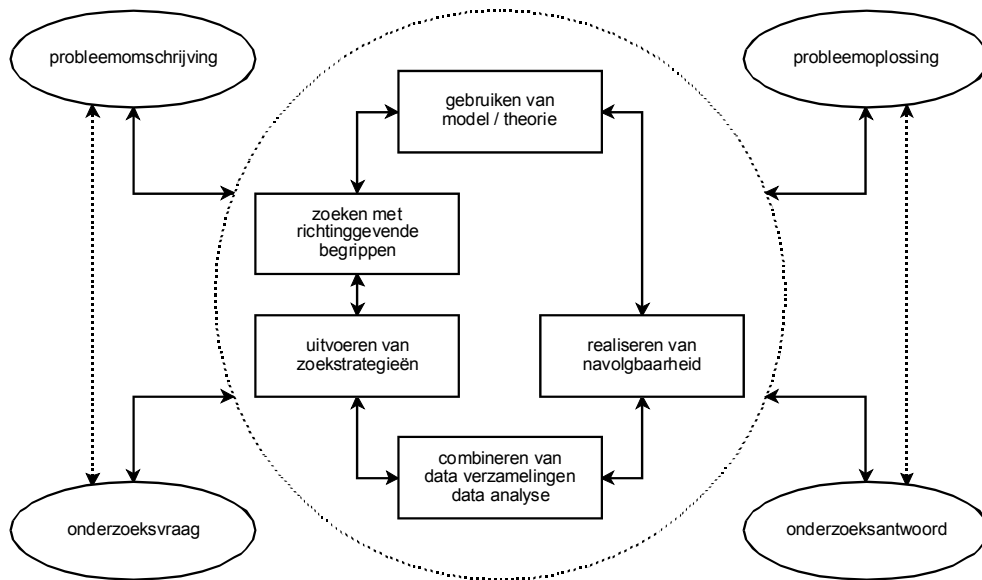 probleemomschrijving
probleemoplossing
gebruiken van
model / theorie
zoeken met
richtinggevende
begrippen
uitvoeren van
zoekstrategieën
realiseren van
navolgbaarheid
combineren van
data verzamelingen
data analyse
onderzoeksvraag
onderzoeksantwoord